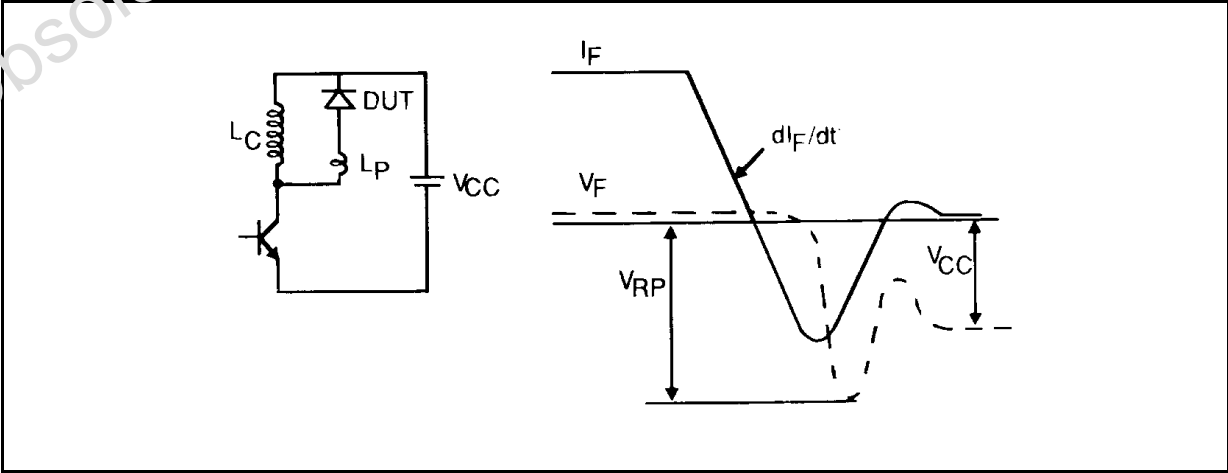 DUT
LC
LP
VCC
IF
dIF/dt
VF
VRP
VCC